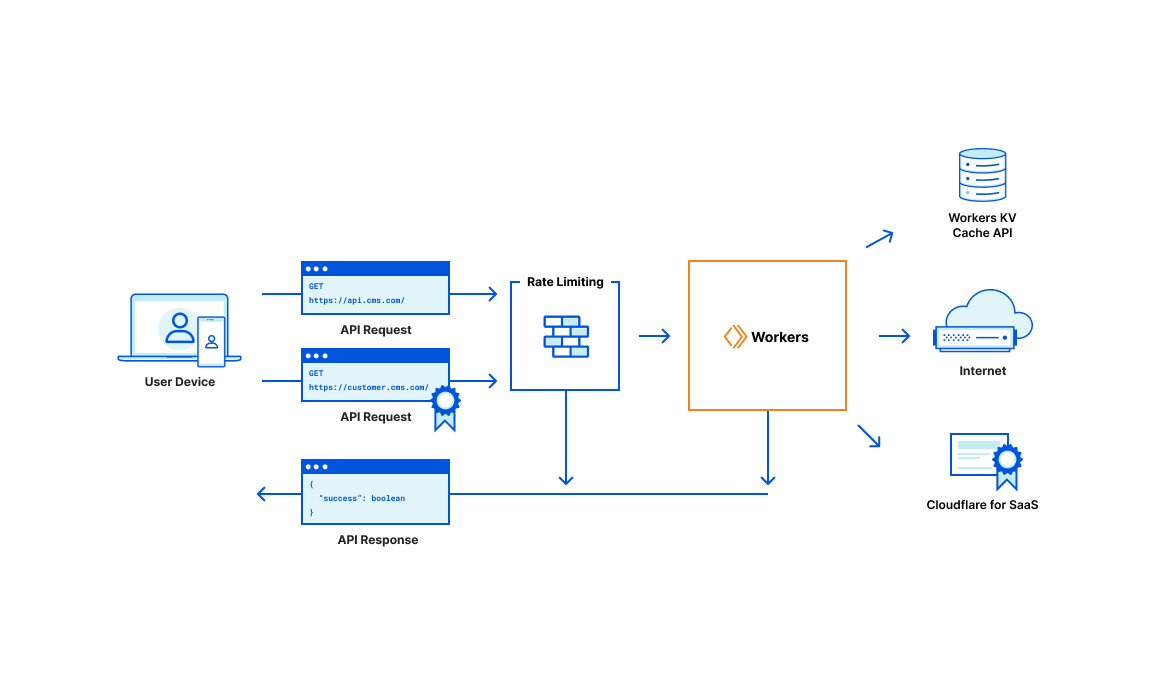 Workers KV
Cache API
GET
https://api.cms.com/
API Request
Rate Limiting
GET
https://customer.cms.com/
API Request
User Device
Workers
Internet
{
"success": boolean
}
API Response
Cloudflare for SaaS